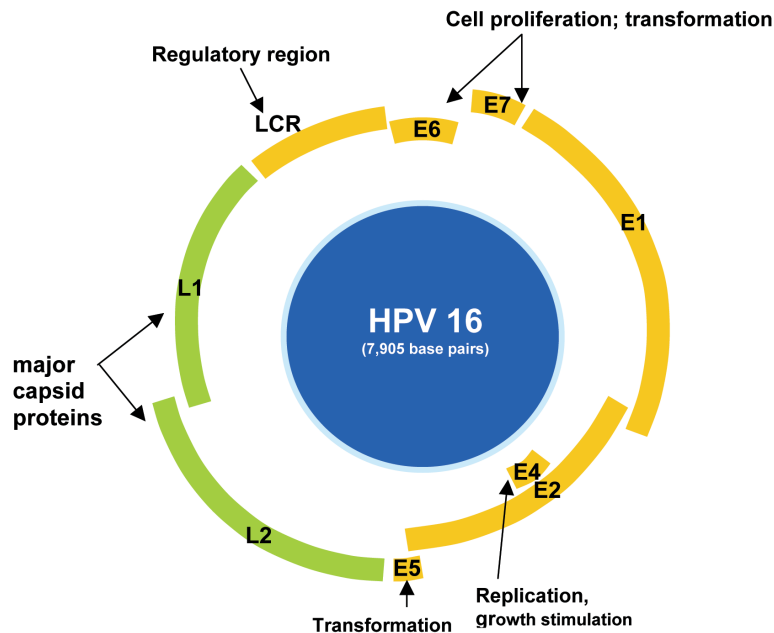 Cell proliferation; transformation
Regulatory region
LCR
E6
E7
E1
L1
HPV 16
(7,905 base pairs)
major
capsid
proteins
E4
E2
L2
E5
Replication,
growth stimulation
Transformation